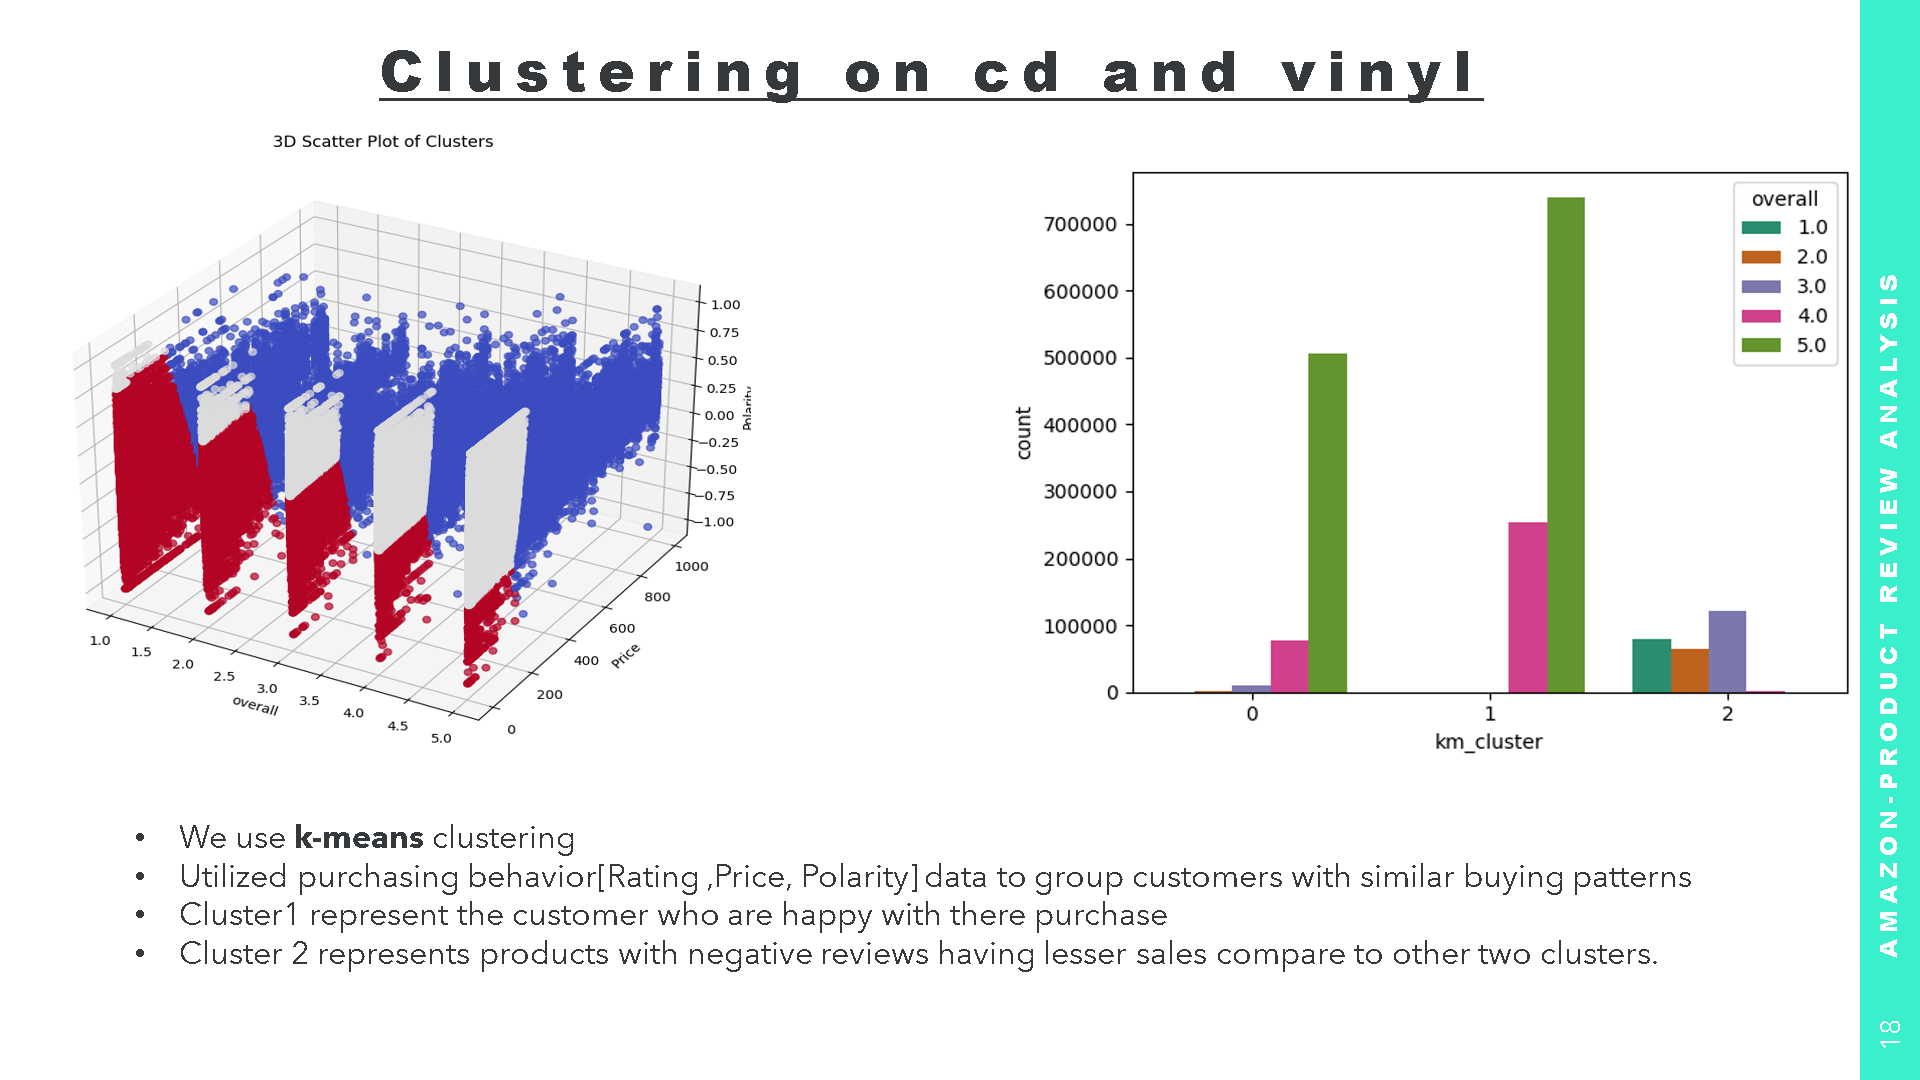 Clustering on cd and vinyl
3D Scatter Plot of Clusters
1.00
0.75
0.50
0.25
0.00
−0.25
−0.50
−0.75
−1.00
Polarity
1000
800
600
400
200
0
Price
1.0
1.5
2.0
2.5
3.0
3.5
4.0
4.5
5.0
overall
700000
600000
500000
400000
300000
200000
100000
0
count
0 1 2
km_cluster
overall
1.0
2.0
3.0
4.0
5.0
• We use k-means clustering
• Utilized purchasing behavior[Rating ,Price, Polarity] data to group customers with similar buying patterns
• Cluster1 represent the customer who are happy with there purchase
• Cluster 2 represents products with negative reviews having lesser sales compare to other two clusters.
AMAZON-PRODUCT REVIEW ANALYSIS
18